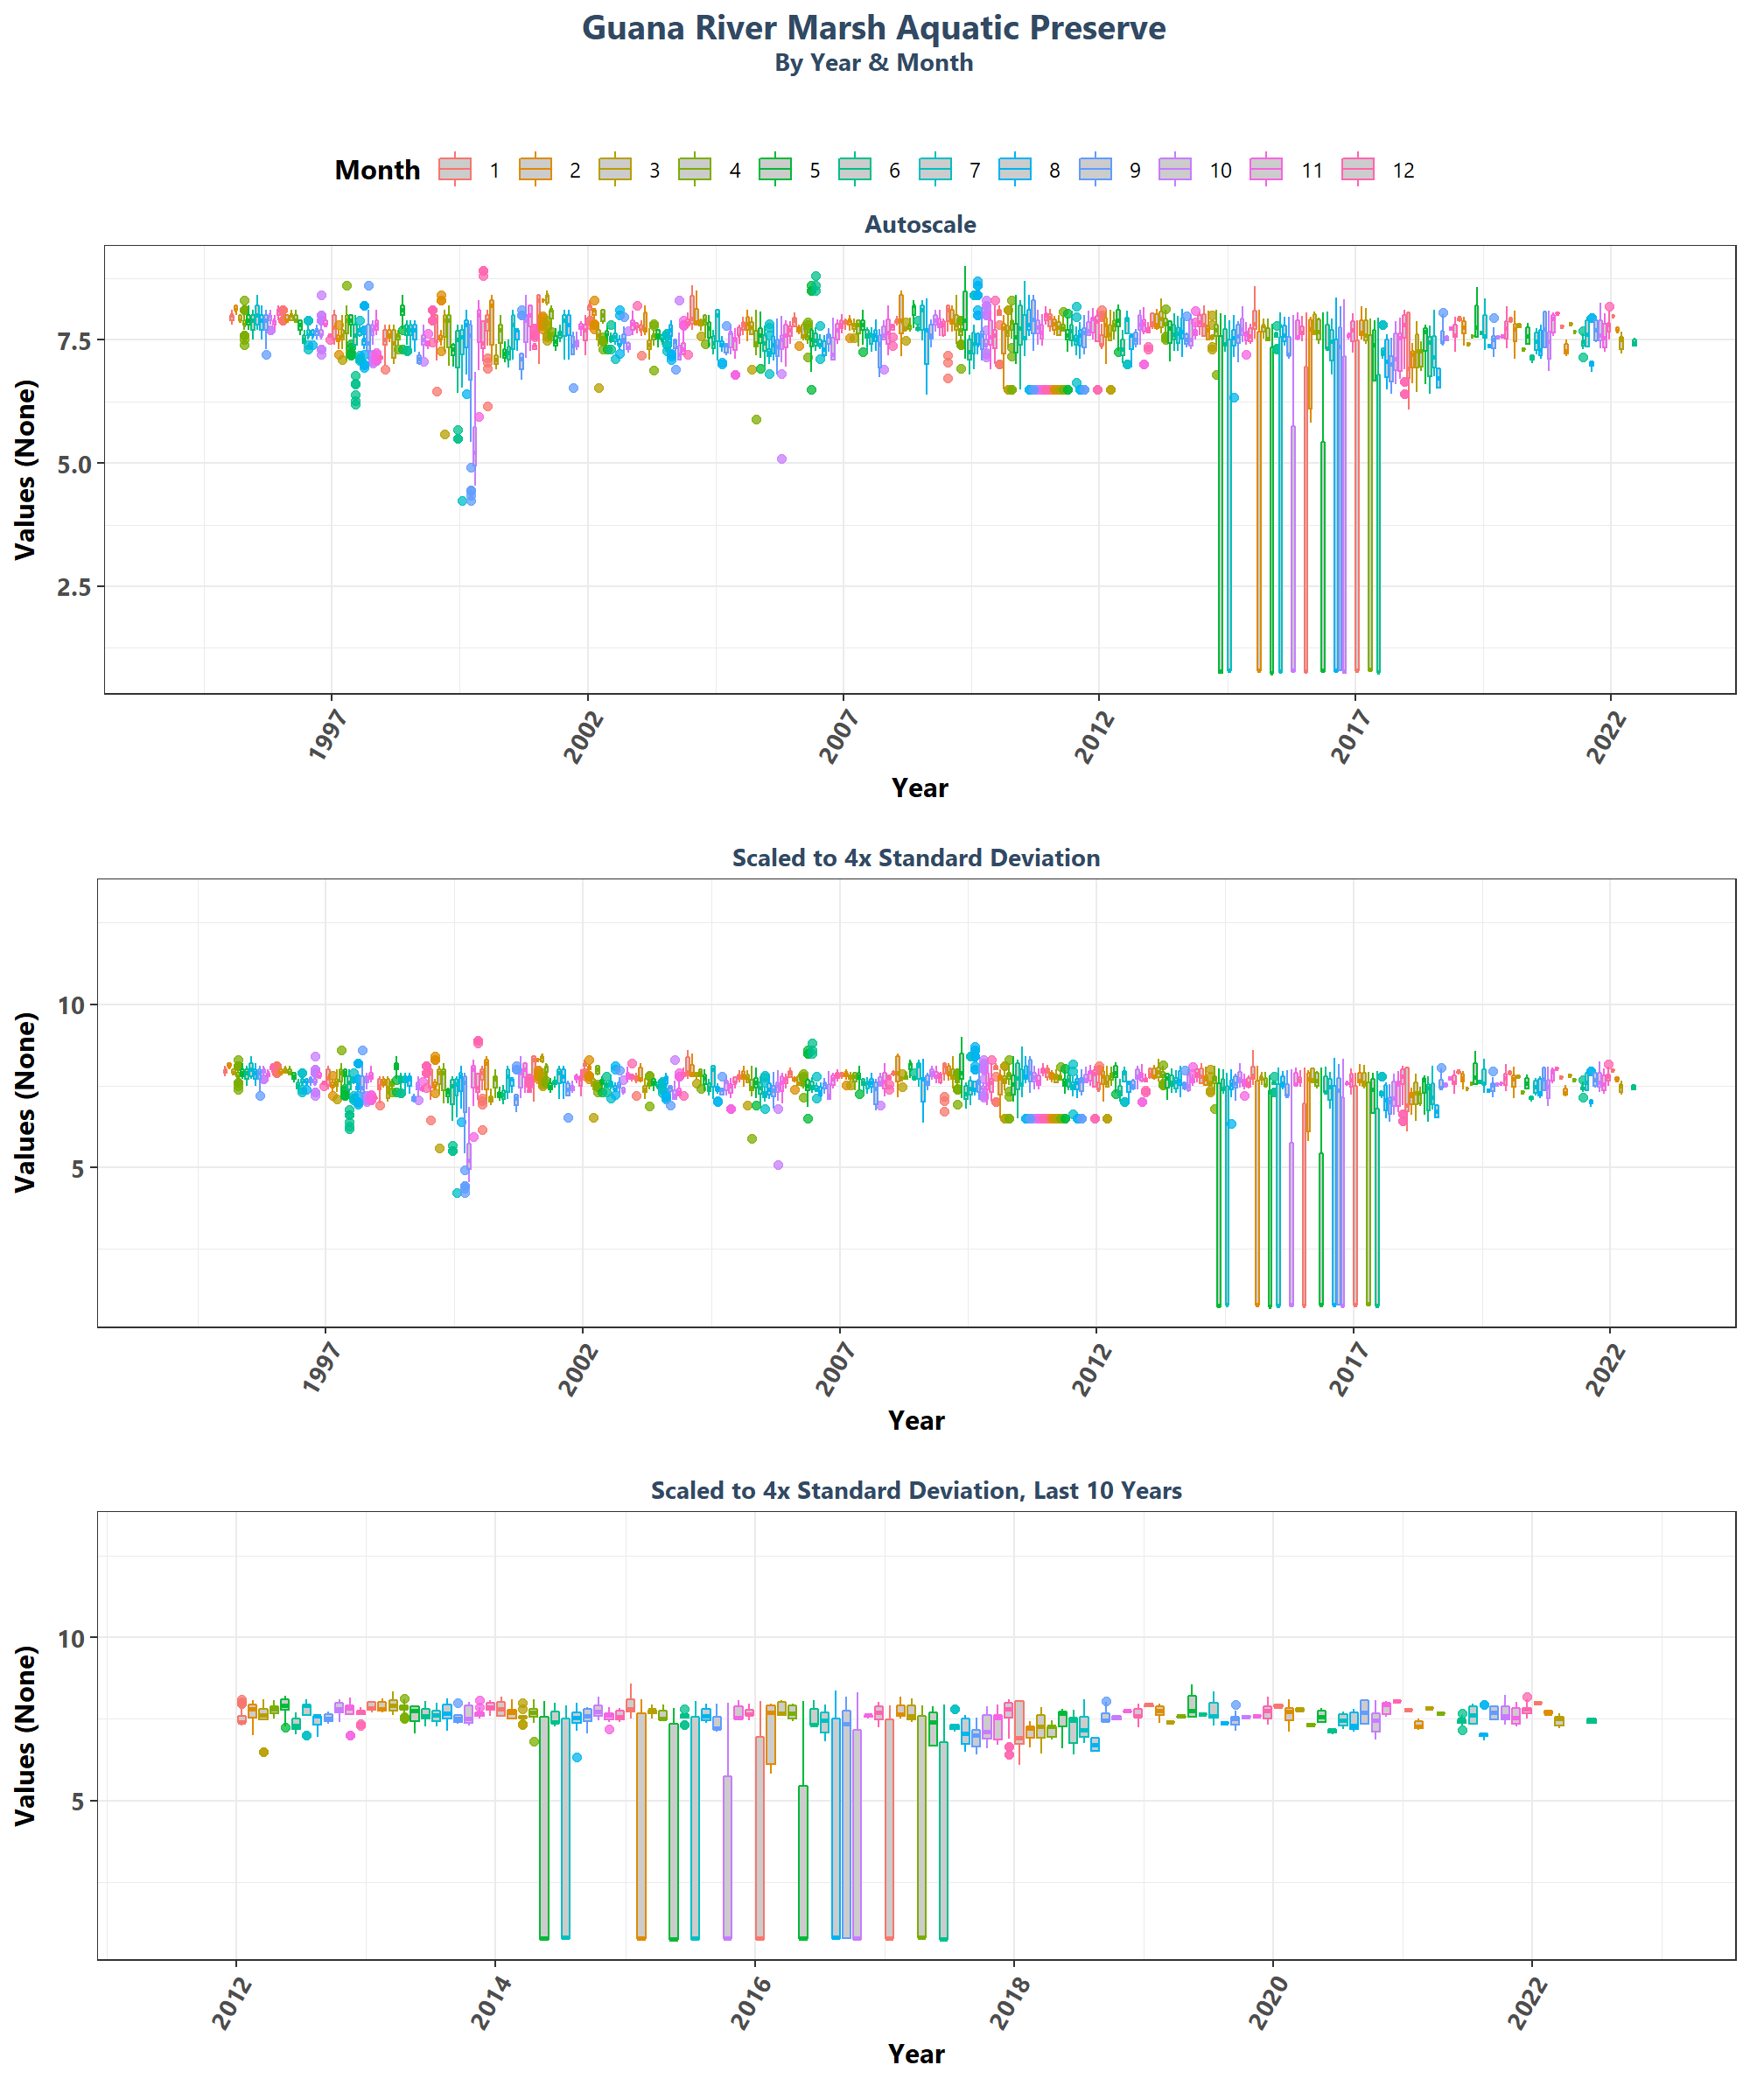 Guana River Marsh Aquatic Preserve
By Year & Month
Month 1 2 3 4 5 6 7 8 9 10 11 12
Autoscale
Values (None)
7.5
5.0
2.5
1997 2002 2007 2012 2017 2022
Year
Scaled to 4x Standard Deviation
Values (None)
10
5
1997 2002 2007 2012 2017 2022
Year
Scaled to 4x Standard Deviation, Last 10 Years
Values (None)
10
5
2012 2014 2016 2018 2020 2022
Year